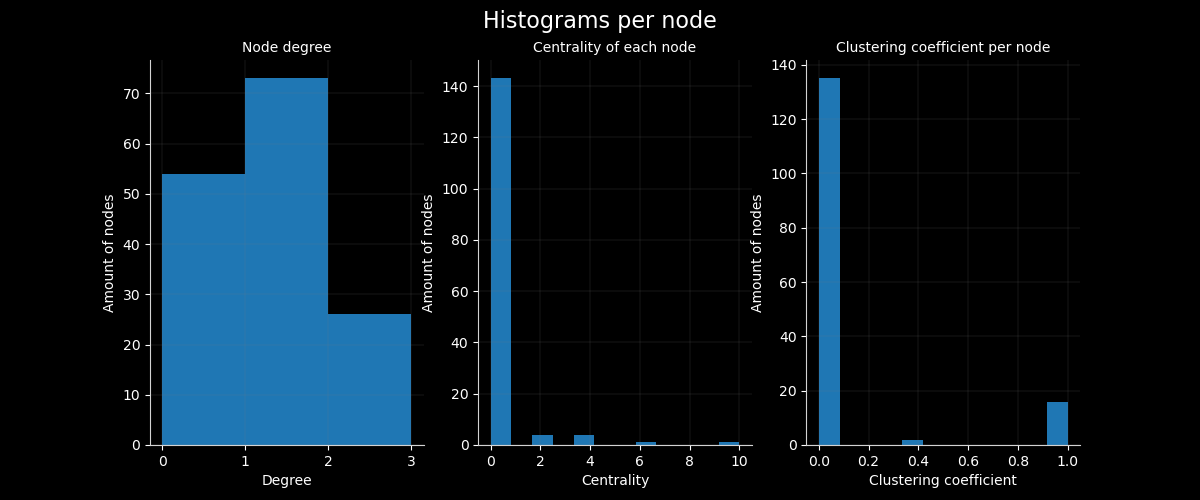 Histograms per node
Node degree
Amount of nodes
70
60
50
40
30
20
10
0
0 1 2 3
Degree
Centrality of each node
Amount of nodes
140
120
100
80
60
40
20
0
0 2 4 6 8 10
Centrality
Clustering coefficient per node
Amount of nodes
140
120
100
80
60
40
20
0
0.0 0.2 0.4 0.6 0.8 1.0
Clustering coefficient